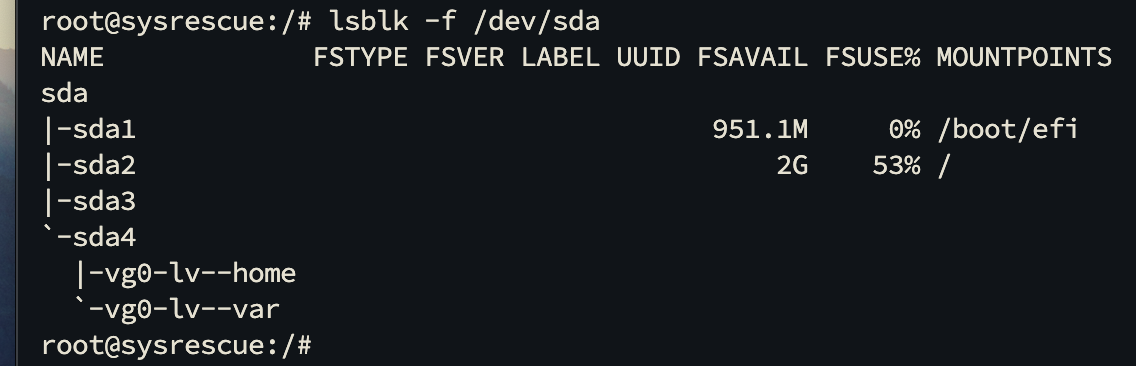 root@sysrescue:/# lsblk -f /dev/sda
NAME             FSTYPE FSVER LABEL UUID FSAVAIL FSUSE% MOUNTPOINTS
sda
|-sda1                                    951.1M     0% /boot/efi
|-sda2                                        2G    53% /
|-sda3
`-sda4
  |-vg0-lv--home
  `-vg0-lv--var
root@sysrescue:/#